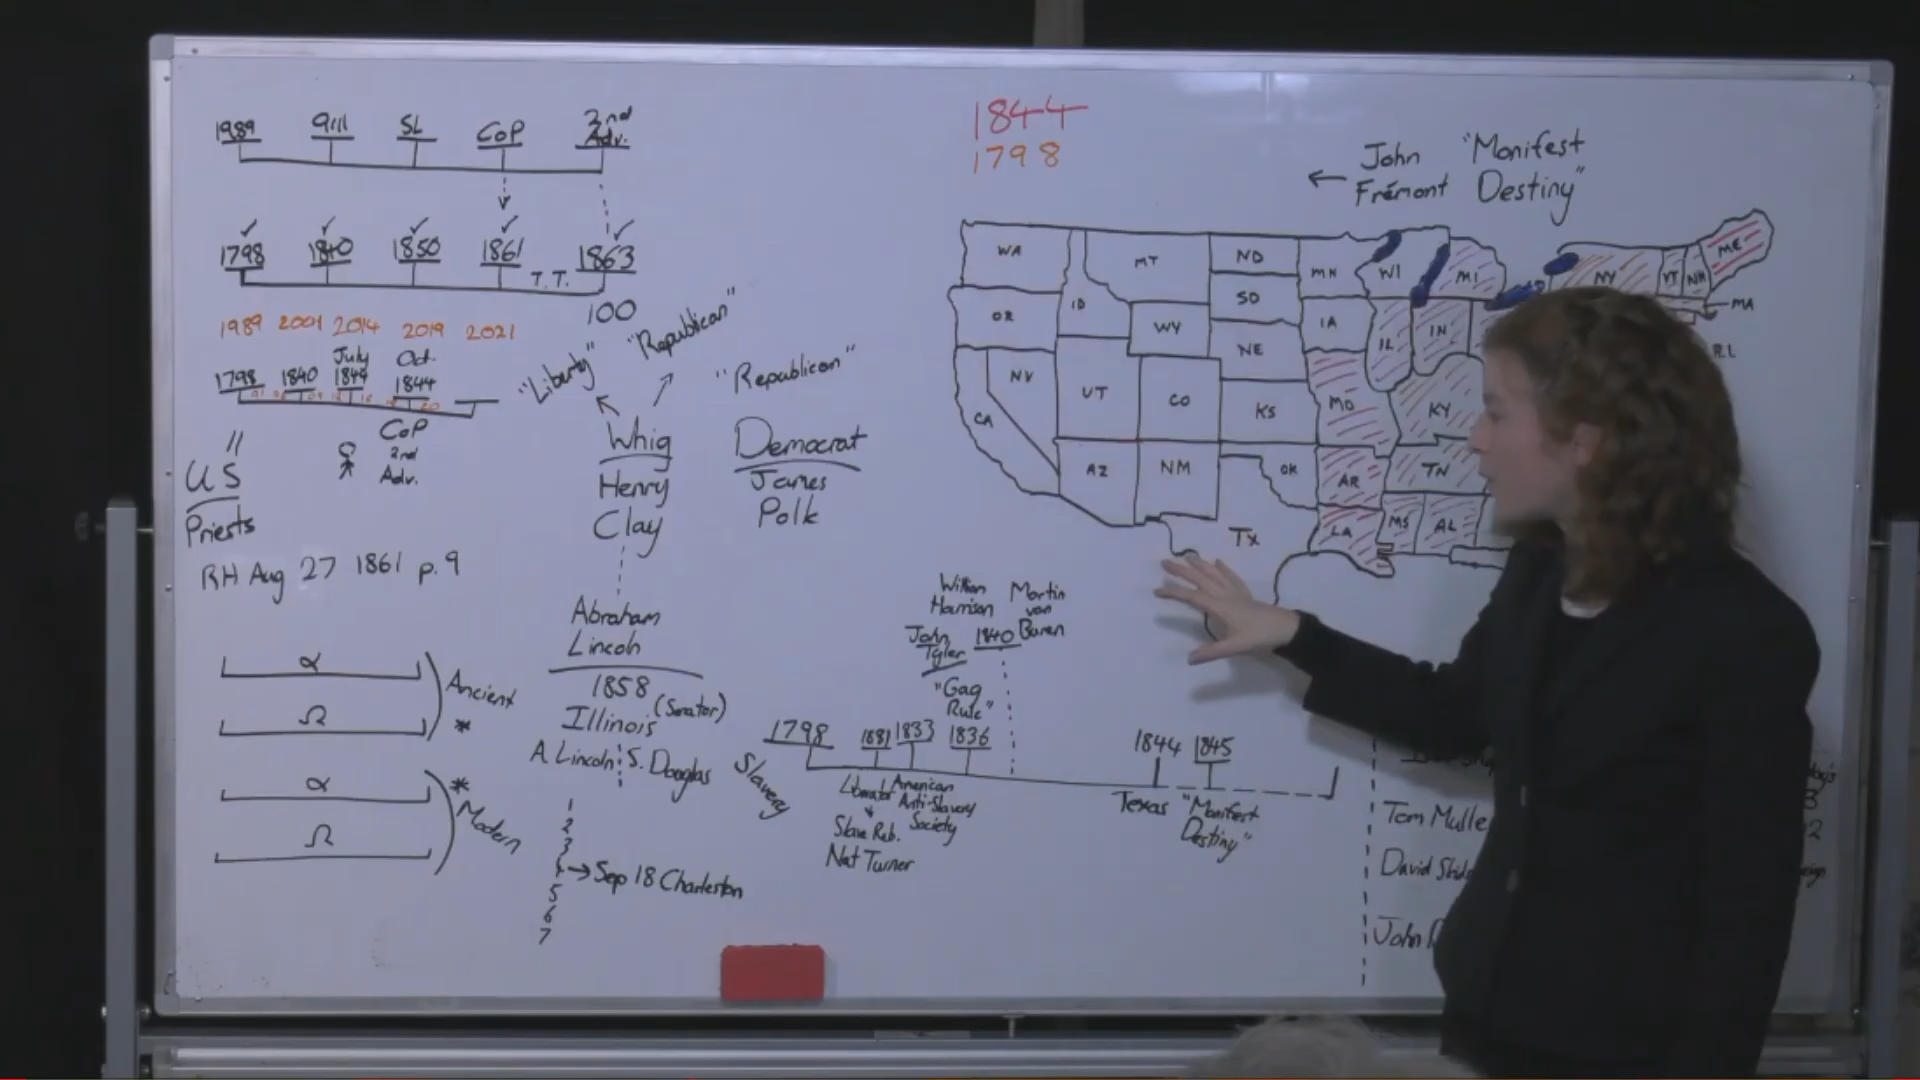 1989 9/11 SL CoP 2nd Adv.
1798 1840 1850 1861 T.T. 1863
100
1989 2001 2014 2019 2021
1798 1840 July 1844 Oct. 1844
CoP
2nd
Adv.
US
Priests
RH Aug 27 1861 p.9
α
Ω
Ancient
*
α
Ω
*
Modern
"Liberty"
"Republican"
Whig
Henry
Clay
"Republican"
Democrat
James
Polk
Abraham
Lincoln
1858
Illinois (Senator)
A. Lincoln S. Douglas
1
2
3
4 → Sep 18 Charleston
5
6
7
1844
1798
← John
Frémont
"Manifest
Destiny"
WA MT ND MN WI MI NY VT NH ME
MA
RI
OR ID WY SD IA IL IN
NE
CA NV UT CO KS MO KY
AZ NM OK AR TN
TX LA MS AL
William
Harrison
Martin
van
Buren
John
Tyler
1840
"Gag
Rule"
Slavery
1798 1831 1833 1836 1844 1845
Liberator
Slave Reb.
Nat Turner
American
Anti-Slavery
Society
Texas
"Manifest
Destiny"
Tom Mulle
David
John